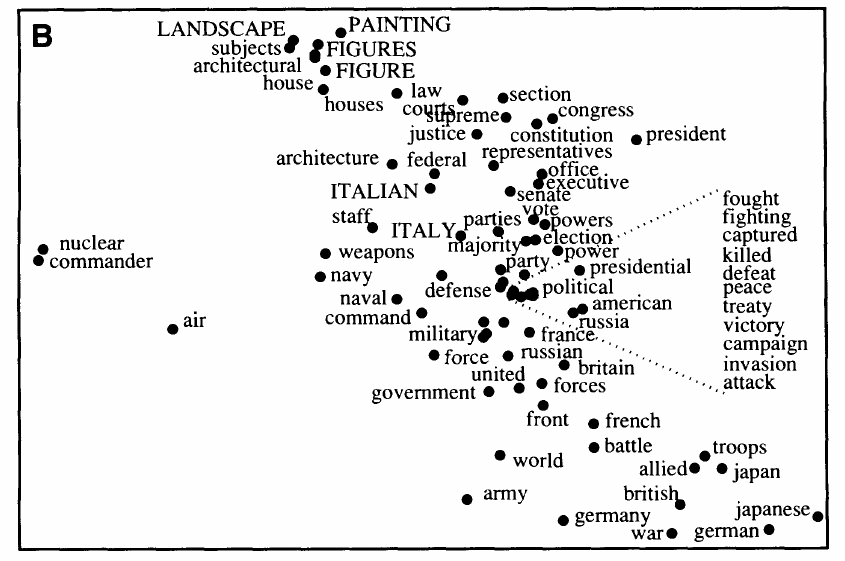 B
PAINTING
LANDSCAPE
subjects
FIGURES
architectural
FIGURE
house
houses
law
courts
section
supreme
congress
justice
constitution
president
architecture
federal
representatives
office
executive
ITALIAN
senate
staff
ITALY
parties
vote
powers
majority
election
power
nuclear
commander
weapons
party
presidential
navy
defense
political
naval
american
command
russia
air
military
france
force
russian
united
britain
government
forces
front
french
battle
world
troops
allied
japan
army
british
germany
japanese
war
german
fought
fighting
captured
killed
defeat
peace
treaty
victory
campaign
invasion
attack